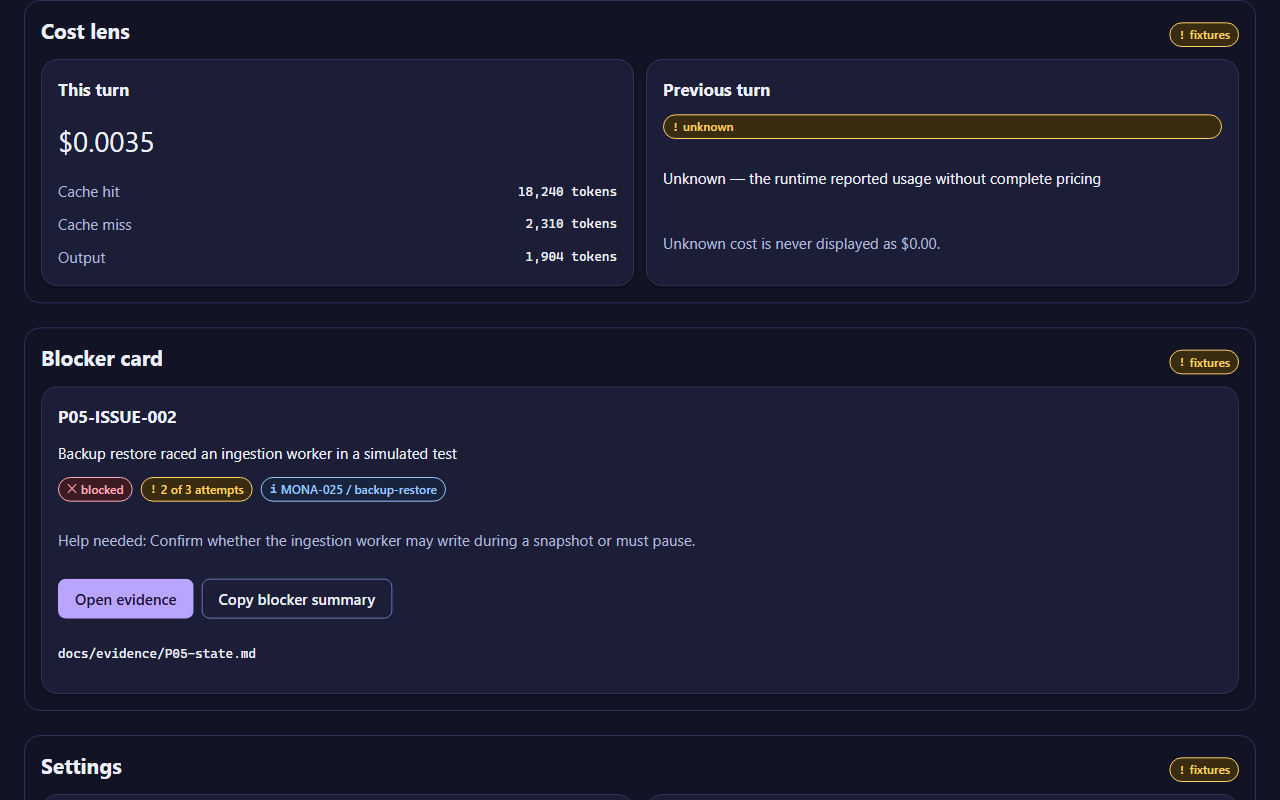 Cost lens
! fixtures
This turn
$0.0035
Cache hit 18,240 tokens
Cache miss 2,310 tokens
Output 1,904 tokens
Previous turn
! unknown
Unknown — the runtime reported usage without complete pricing
Unknown cost is never displayed as $0.00.
Blocker card
! fixtures
P05-ISSUE-002
Backup restore raced an ingestion worker in a simulated test
✕ blocked ! 2 of 3 attempts i MONA-025 / backup-restore
Help needed: Confirm whether the ingestion worker may write during a snapshot or must pause.
Open evidence Copy blocker summary
docs/evidence/P05-state.md
Settings
! fixtures